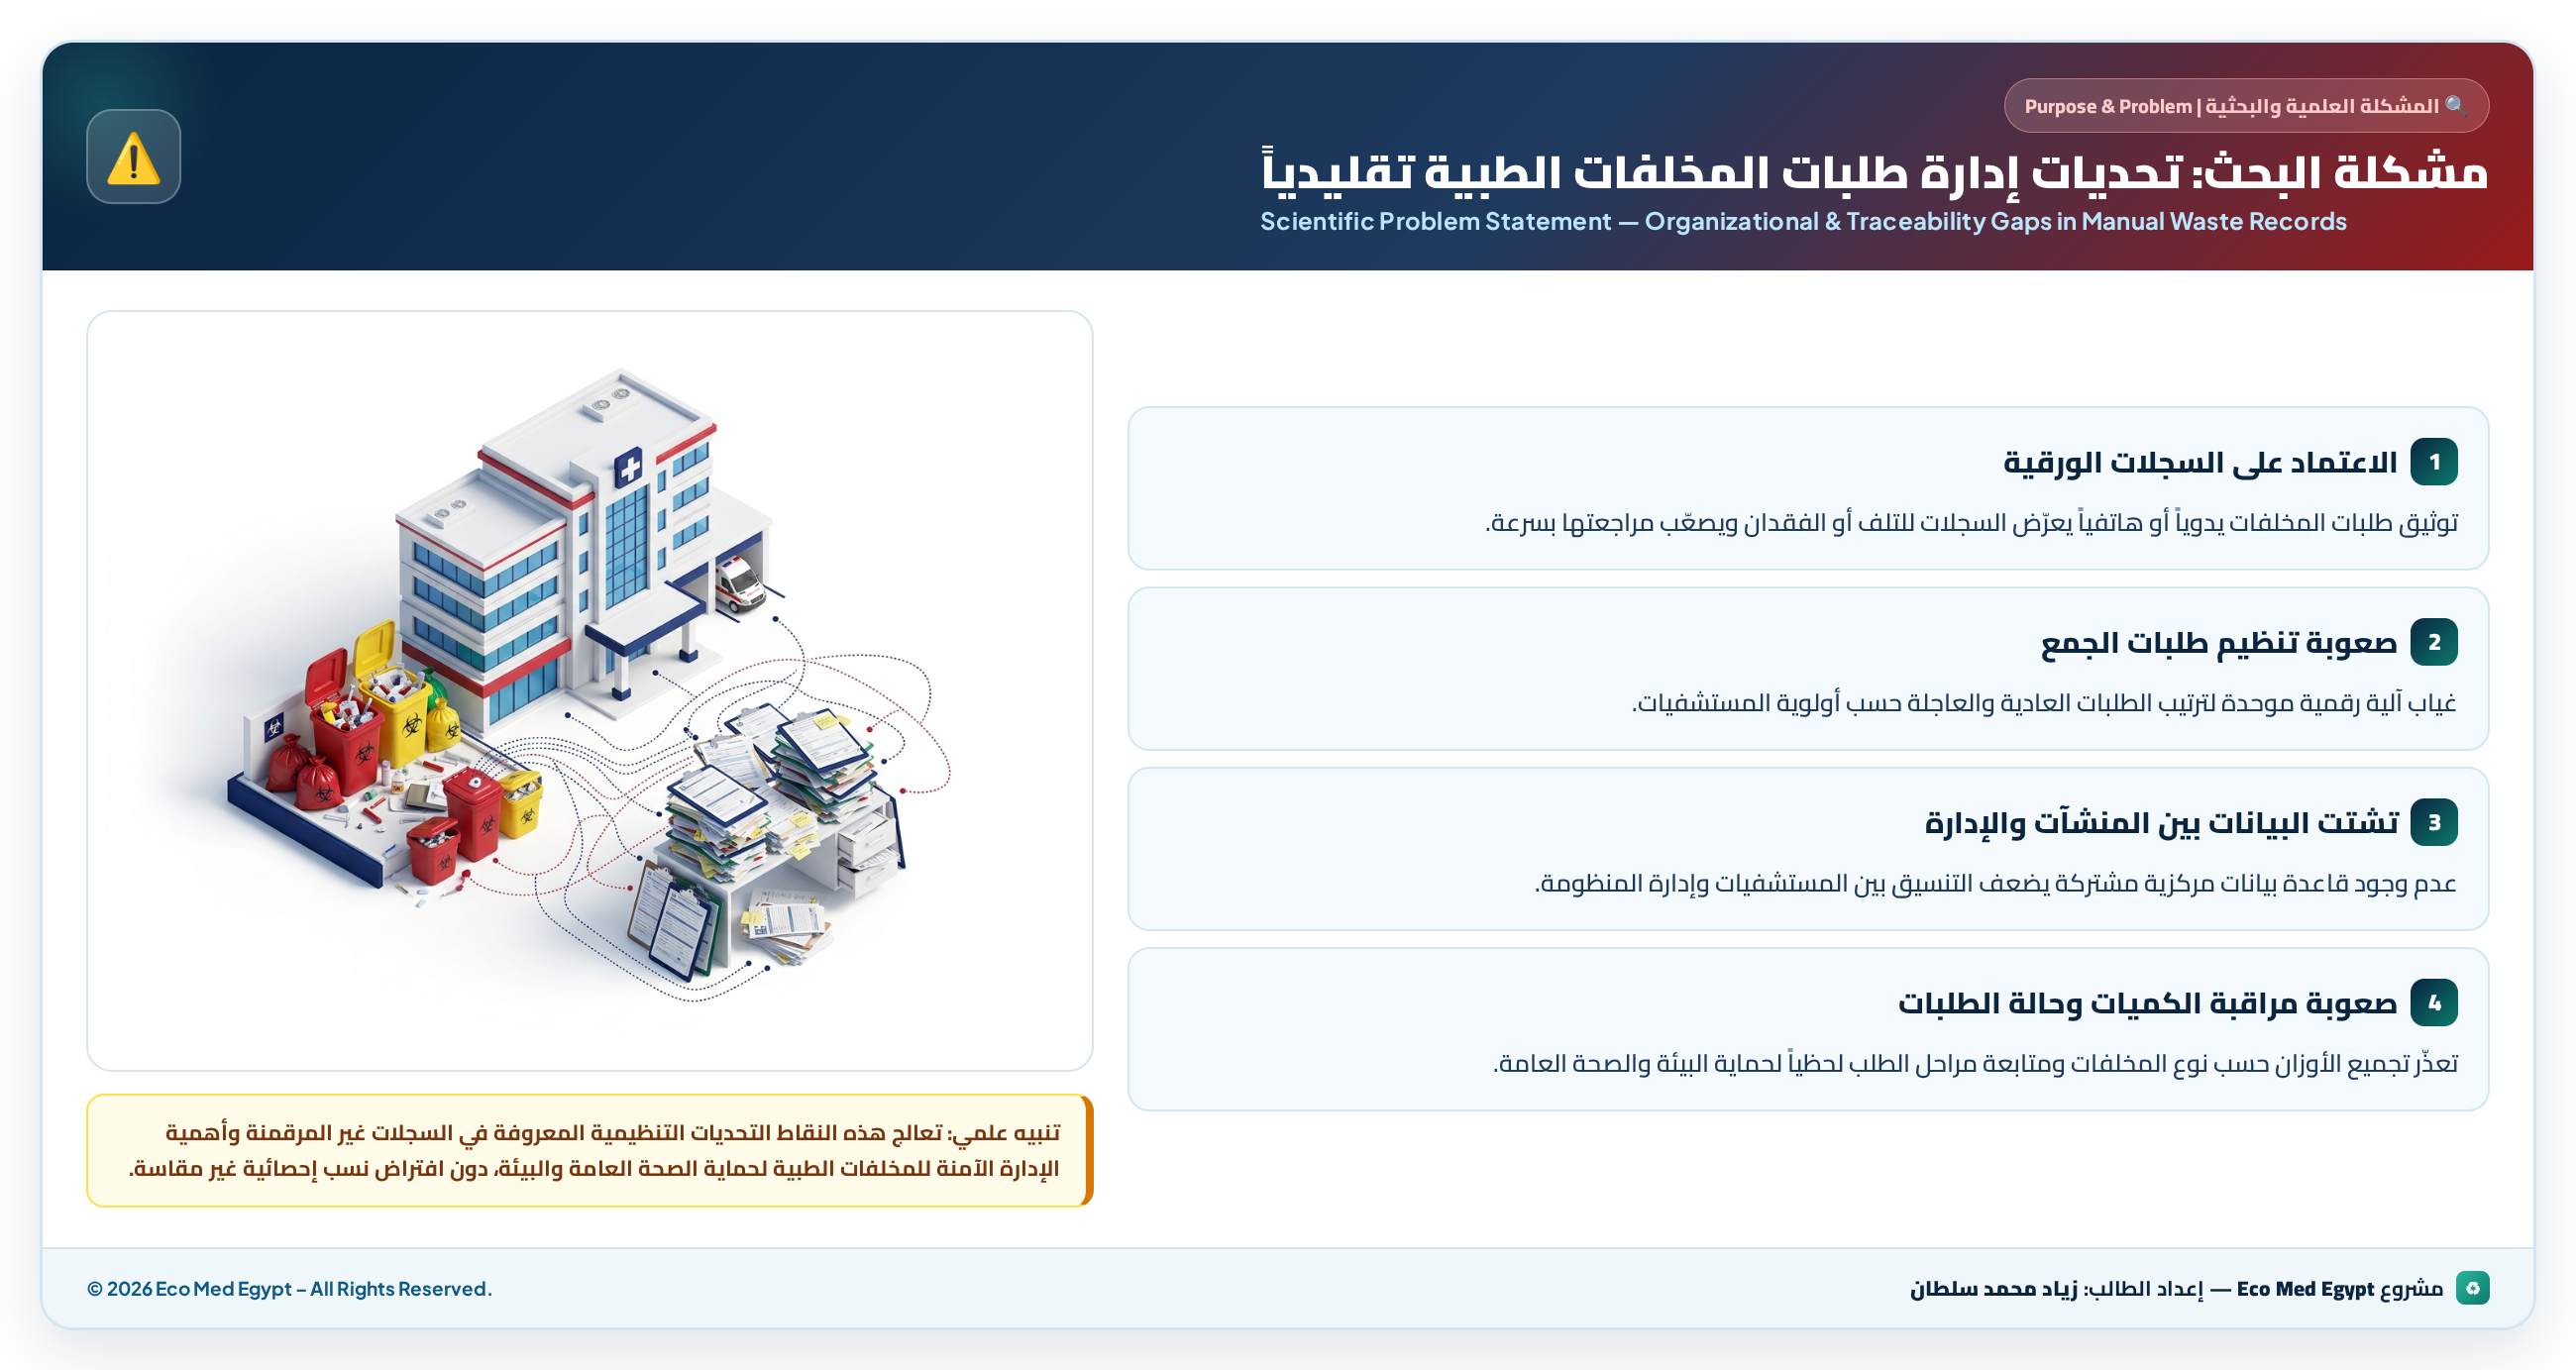 🔍 المشكلة العلمية والبحثية | Purpose & Problem
مشكلة البحث: تحديات إدارة طلبات المخلفات الطبية تقليدياً
Scientific Problem Statement — Organizational & Traceability Gaps in Manual Waste Records
1 الاعتماد على السجلات الورقية
توثيق طلبات المخلفات يدوياً أو هاتفياً يعرّض السجلات للتلف أو الفقدان ويصعّب مراجعتها بسرعة.
2 صعوبة تنظيم طلبات الجمع
غياب آلية رقمية موحدة لترتيب الطلبات العادية والعاجلة حسب أولوية المستشفيات.
3 تشتت البيانات بين المنشآت والإدارة
عدم وجود قاعدة بيانات مركزية مشتركة يضعف التنسيق بين المستشفيات وإدارة المنظومة.
4 صعوبة مراقبة الكميات وحالة الطلبات
تعذّر تجميع الأوزان حسب نوع المخلفات ومتابعة مراحل الطلب لحظياً لحماية البيئة والصحة العامة.
تنبيه علمي: تعالج هذه النقاط التحديات التنظيمية المعروفة في السجلات غير المرقمنة وأهمية
الإدارة الآمنة للمخلفات الطبية لحماية الصحة العامة والبيئة، دون افتراض نسب إحصائية غير مقاسة.
مشروع Eco Med Egypt — إعداد الطالب: زياد محمد سلطان
© 2026 Eco Med Egypt – All Rights Reserved.